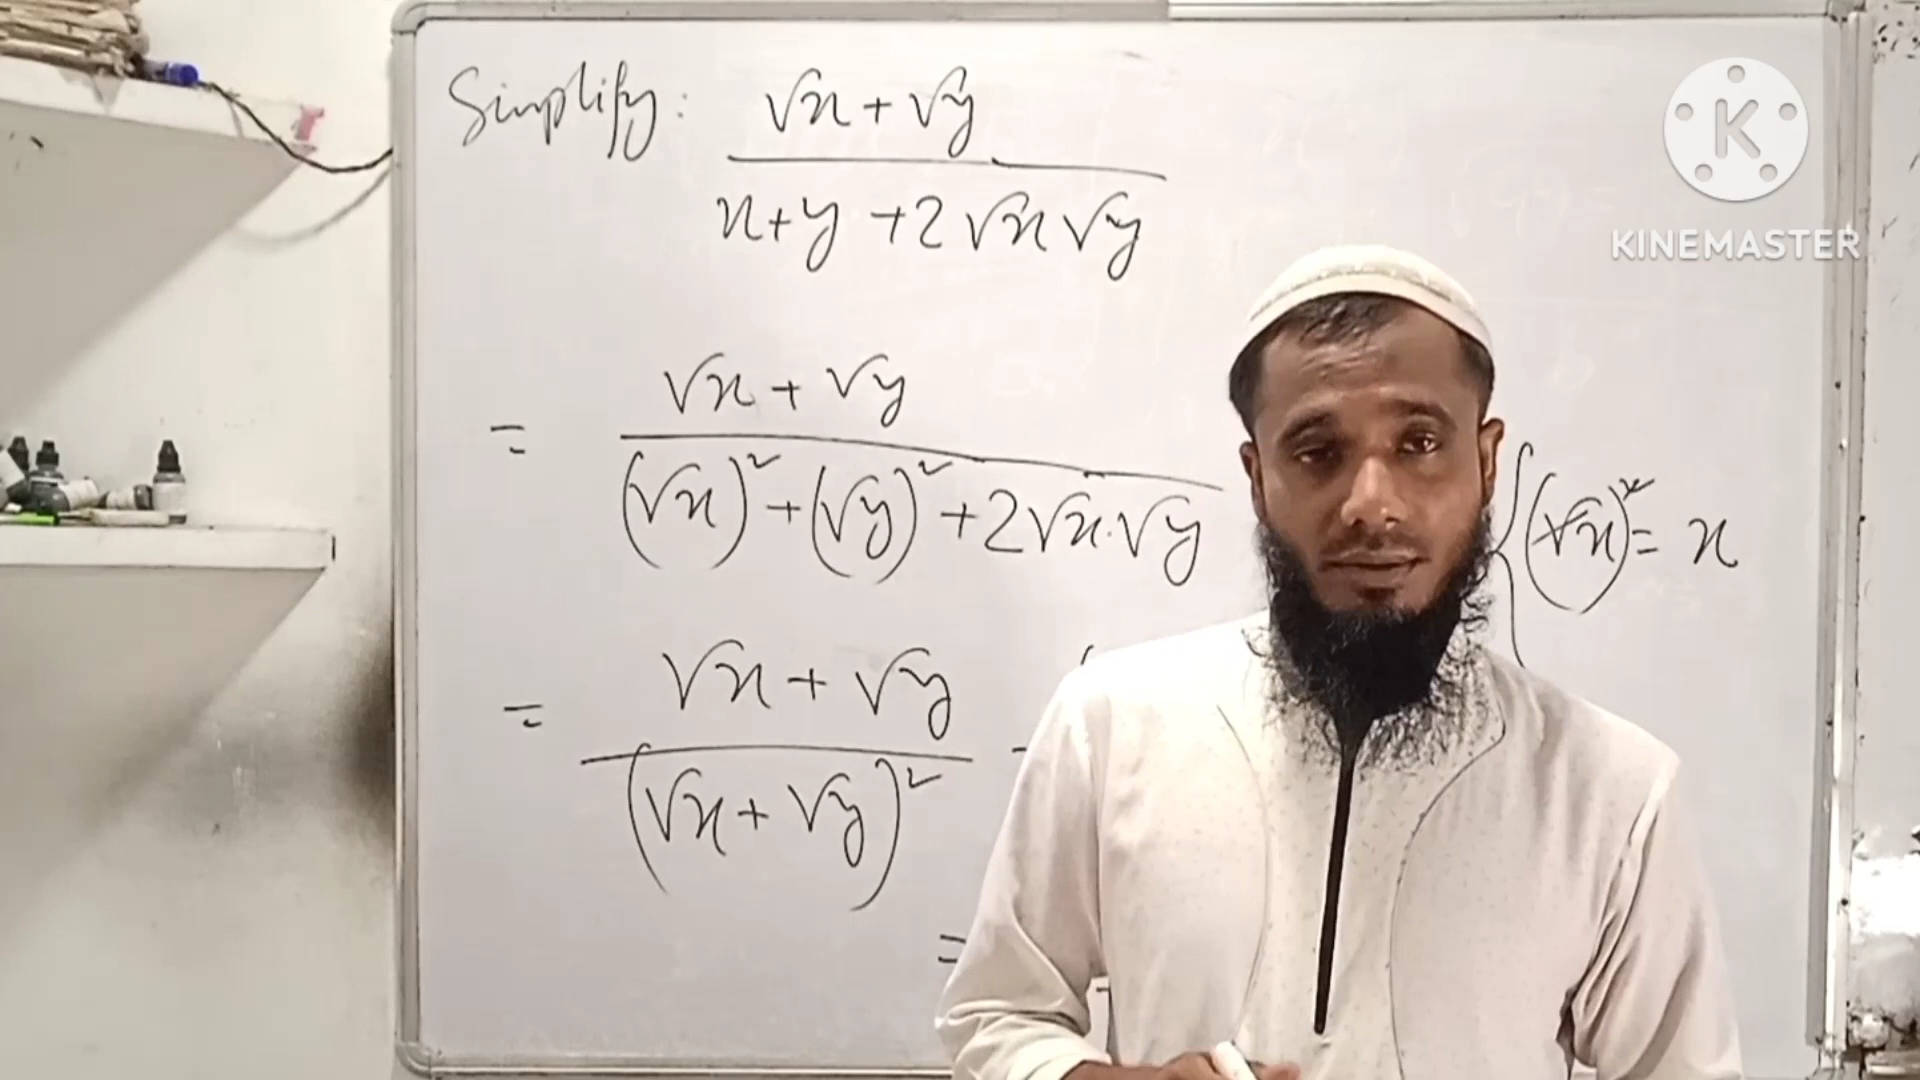 Simplify: √x + √y
x+y +2√x√y
= √x + √y
(√x)² + (√y)² + 2√x.√y
{(√x)² = x
= √x + √y
(√x + √y)²
=
K
KINEMASTER